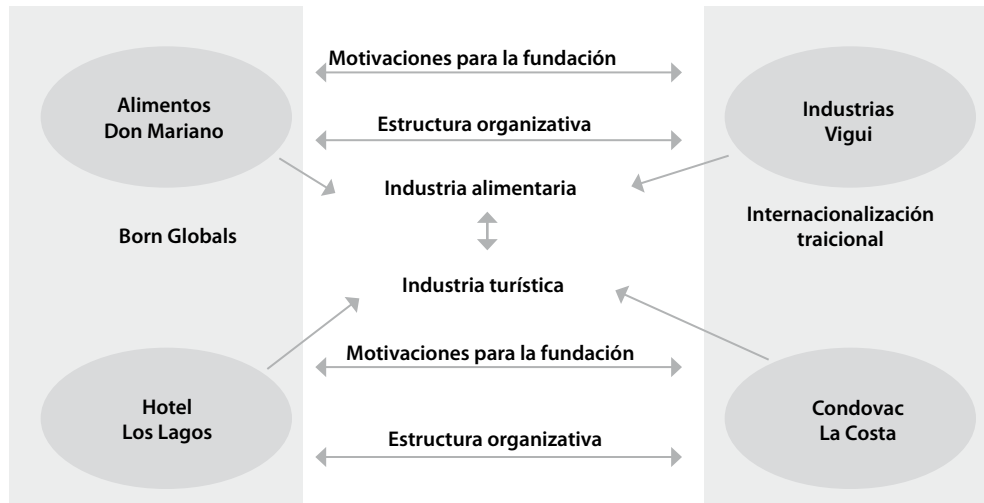 Motivaciones para la fundación
Alimentos
Don Mariano
Industrias
Vigui
Estructura organizativa
Industria alimentaria
Born Globals
Internacionalización
traicional
Industria turística
Motivaciones para la fundación
Hotel
Los Lagos
Condovac
La Costa
Estructura organizativa